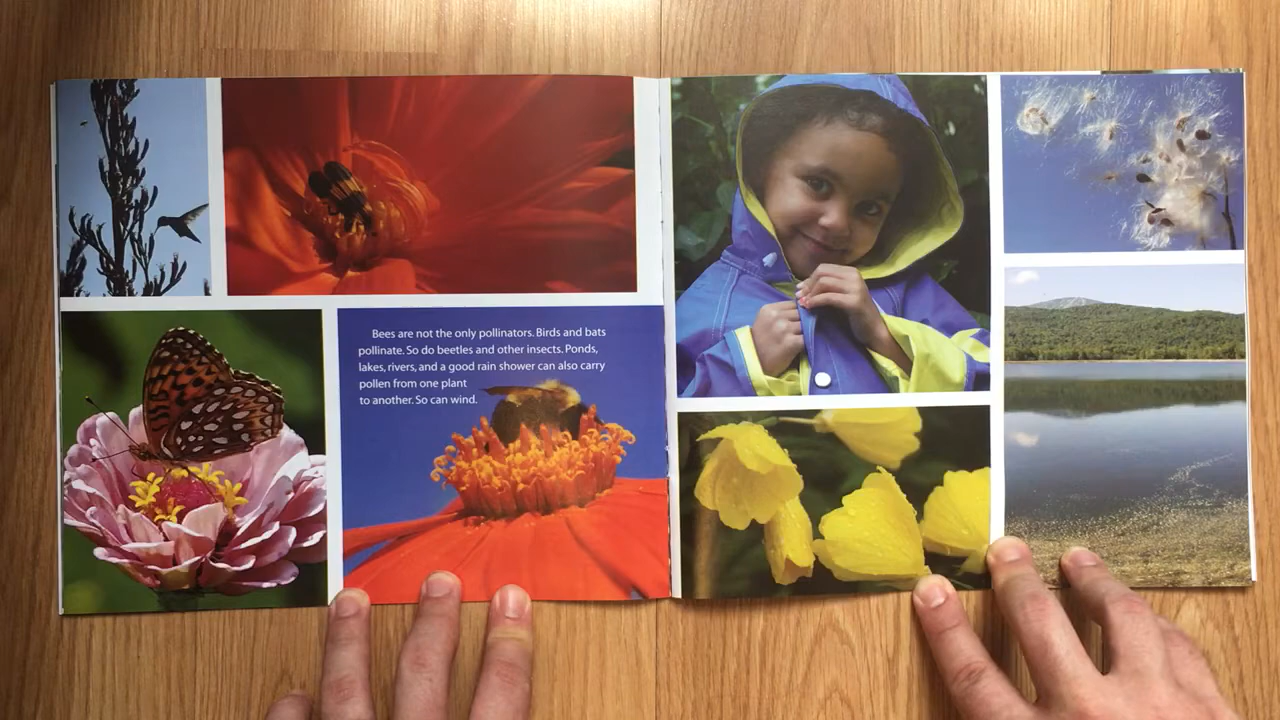 Bees are not the only pollinators. Birds and bats
pollinate. So do beetles and other insects. Ponds,
lakes, rivers, and a good rain shower can also carry
pollen from one plant
to another. So can wind.